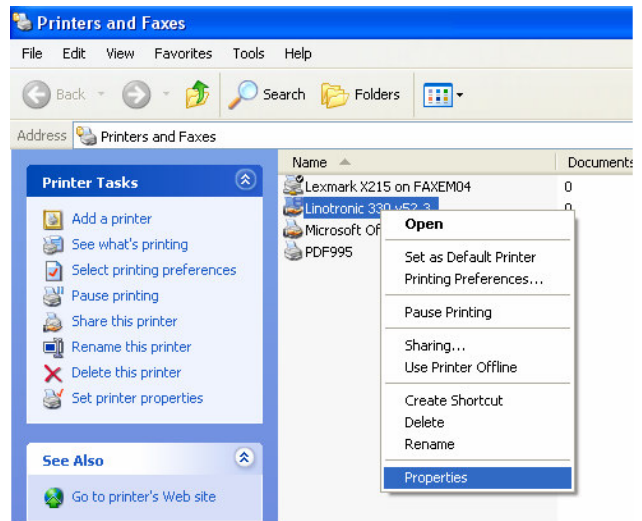 Printers and Faxes
File Edit View Favorites Tools Help
Back Search Folders
Address Printers and Faxes
Printer Tasks
Add a printer
See what's printing
Select printing preferences
Pause printing
Share this printer
Rename this printer
Delete this printer
Set printer properties
See Also
Go to printer's Web site
Name Documents
Lexmark X215 on FAXEM04 0
Linotronic 330 v52.3 0
Microsoft Of
PDF995
Open
Set as Default Printer
Printing Preferences...
Pause Printing
Sharing...
Use Printer Offline
Create Shortcut
Delete
Rename
Properties